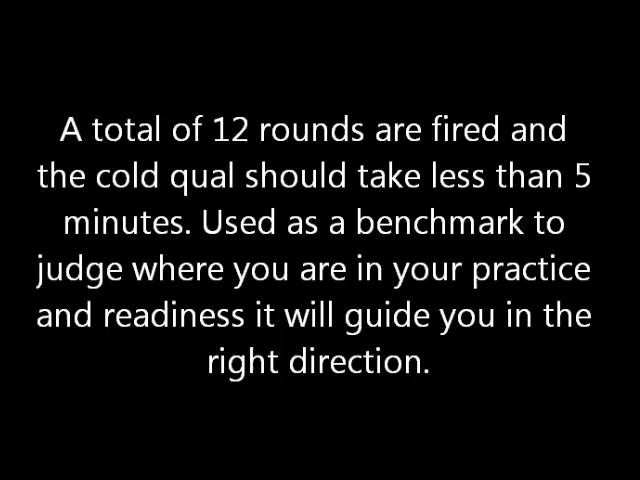 A total of 12 rounds are fired and
the cold qual should take less than 5
minutes. Used as a benchmark to
judge where you are in your practice
and readiness it will guide you in the
right direction.